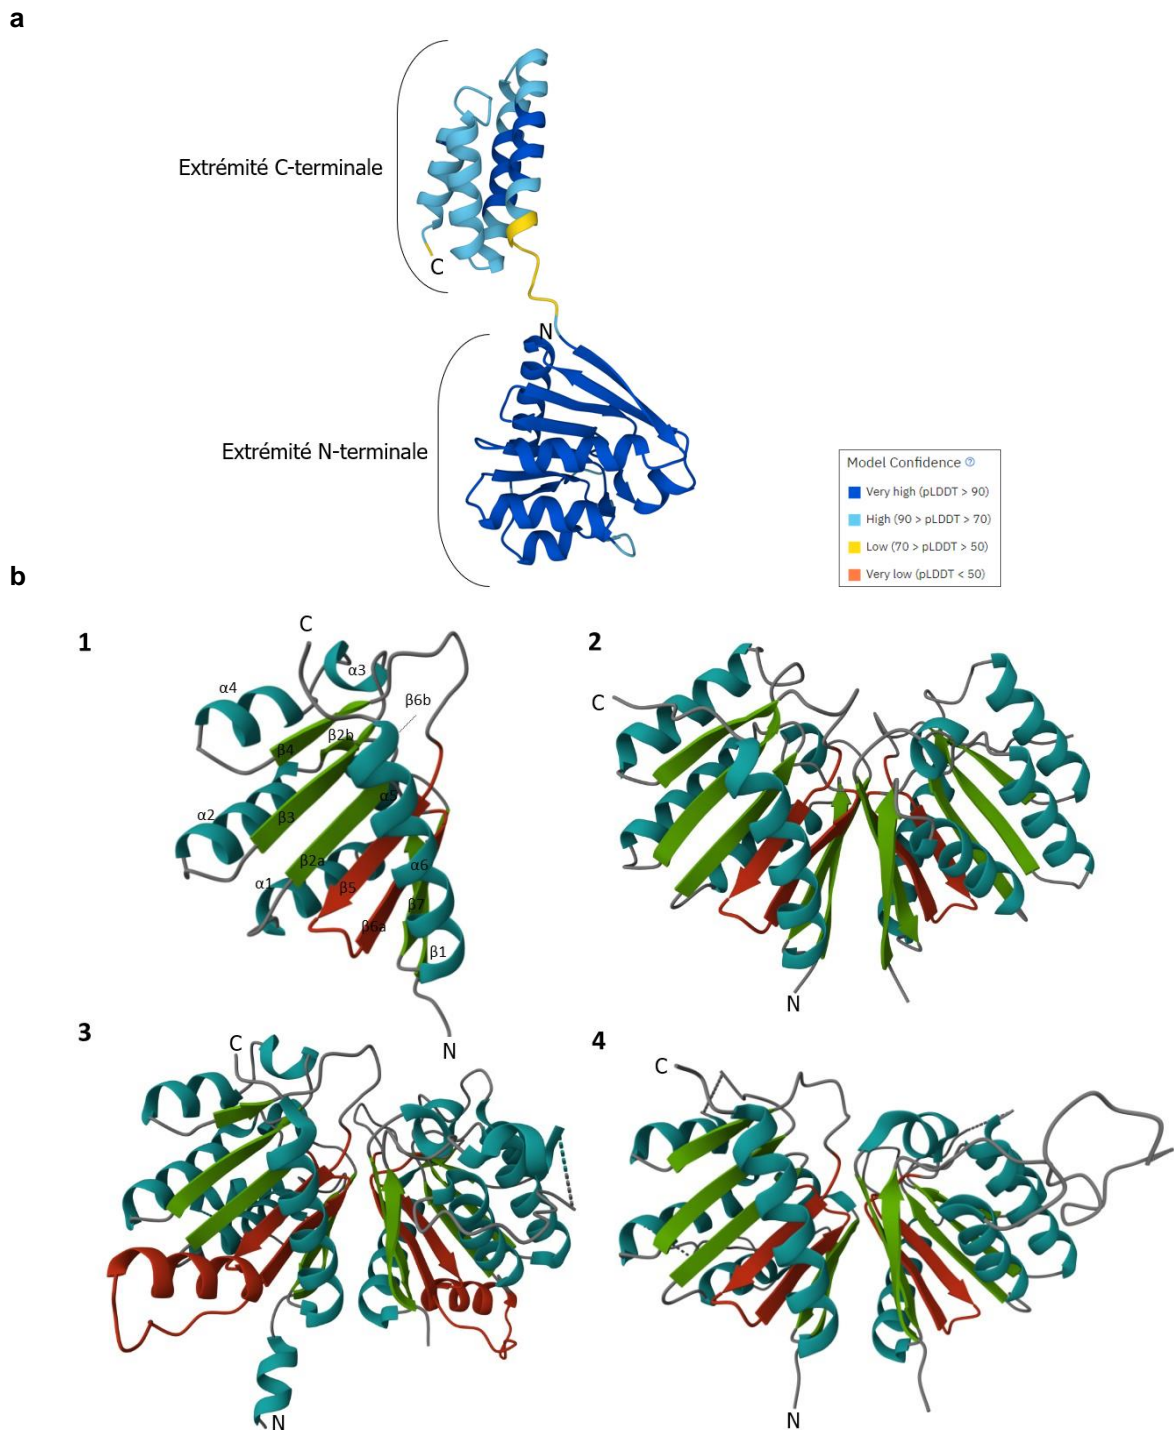 a
Extrémité C-terminale
C
N
Extrémité N-terminale
Model Confidence ?
Very high (pLDDT > 90)
High (90 > pLDDT > 70)
Low (70 > pLDDT > 50)
Very low (pLDDT < 50)
b
1
C
α3
α4
β6b
β2b
β4
α5
α2
β3
β2a
α6
α1
β5
β7
β6a
β1
N
2
C
N
3
C
N
4
C
N